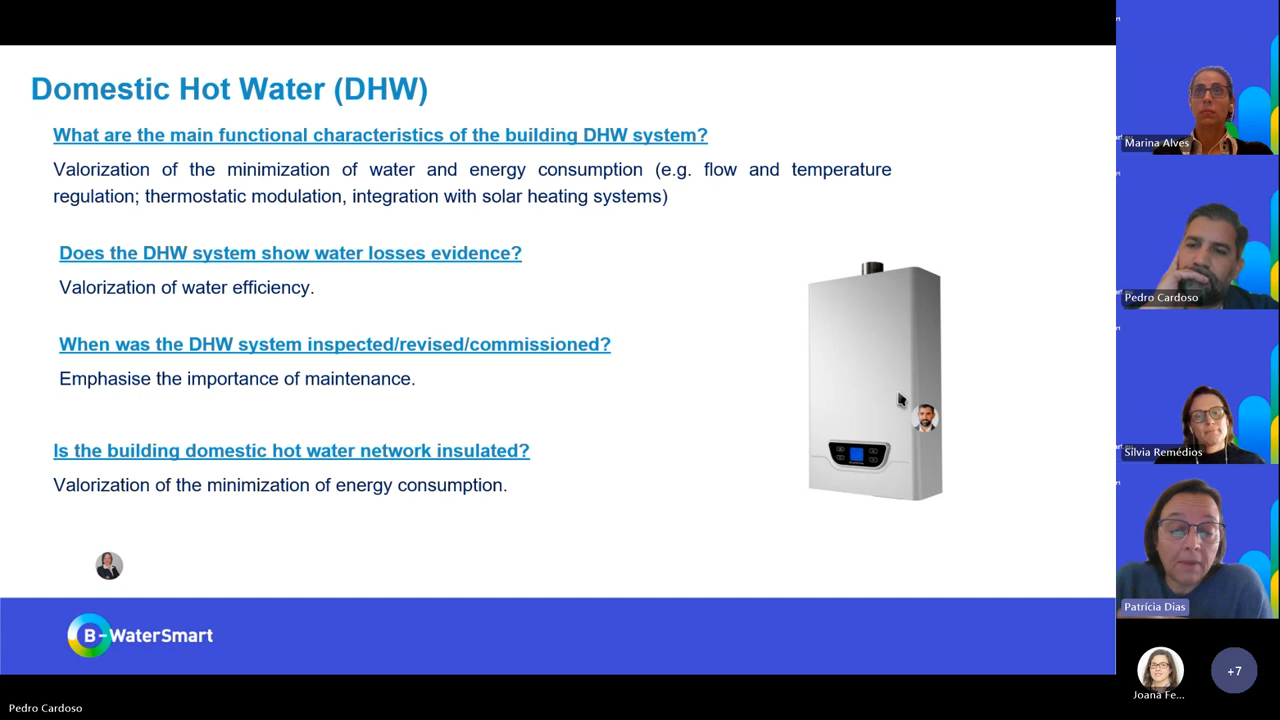 Domestic Hot Water (DHW)
What are the main functional characteristics of the building DHW system?
Valorization of the minimization of water and energy consumption (e.g. flow and temperature
regulation; thermostatic modulation, integration with solar heating systems)
Does the DHW system show water losses evidence?
Valorization of water efficiency.
When was the DHW system inspected/revised/commissioned?
Emphasise the importance of maintenance.
Is the building domestic hot water network insulated?
Valorization of the minimization of energy consumption.
B-WaterSmart
Pedro Cardoso
Marina Alves
Pedro Cardoso
Sílvia Remédios
Patrícia Dias
Joana Fe...
+7